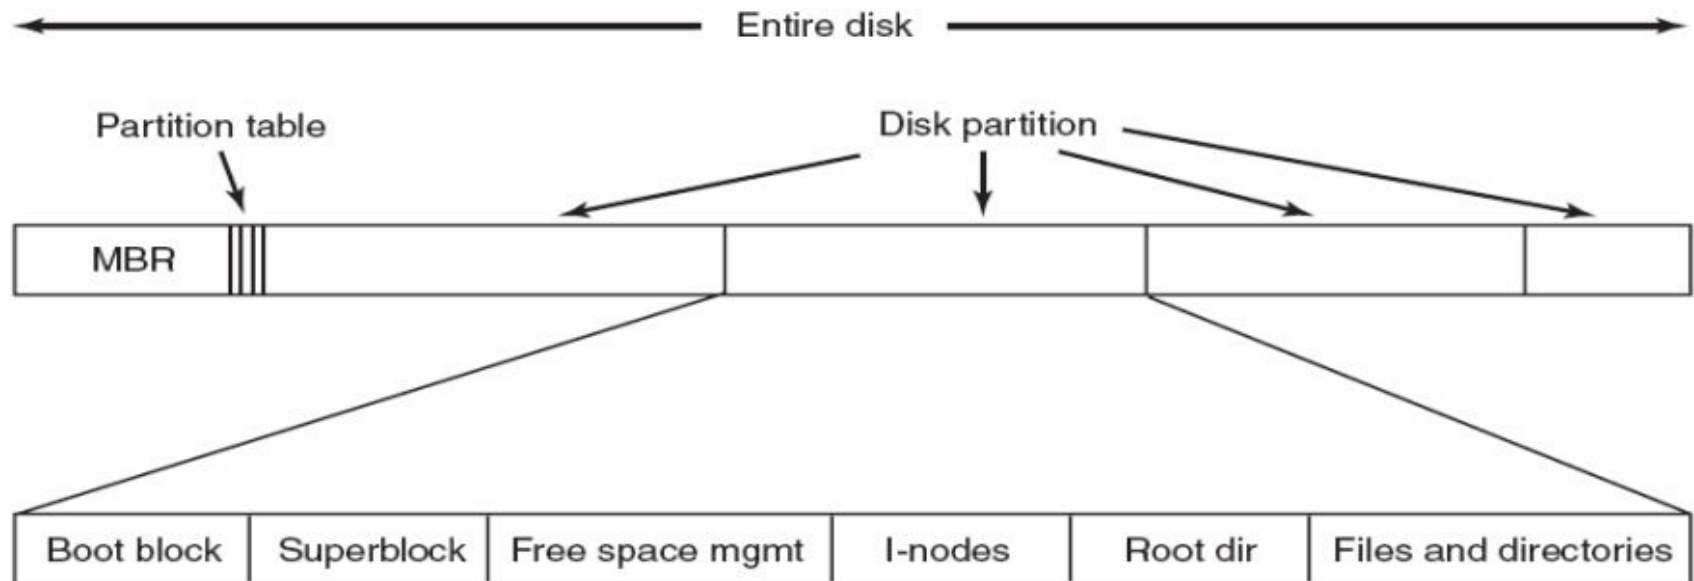 Entire disk
Partition table
Disk partition
MBR
Boot block
Superblock
Free space mgmt
I-nodes
Root dir
Files and directories